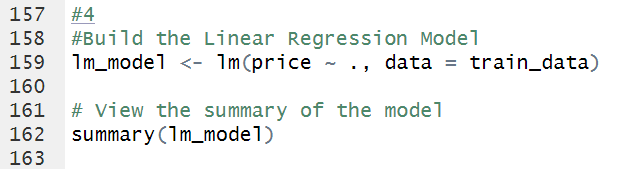 157 #4
158 #Build the Linear Regression Model
159 lm_model <- lm(price ~ ., data = train_data)
160
161 # View the summary of the model
162 summary(lm_model)
163